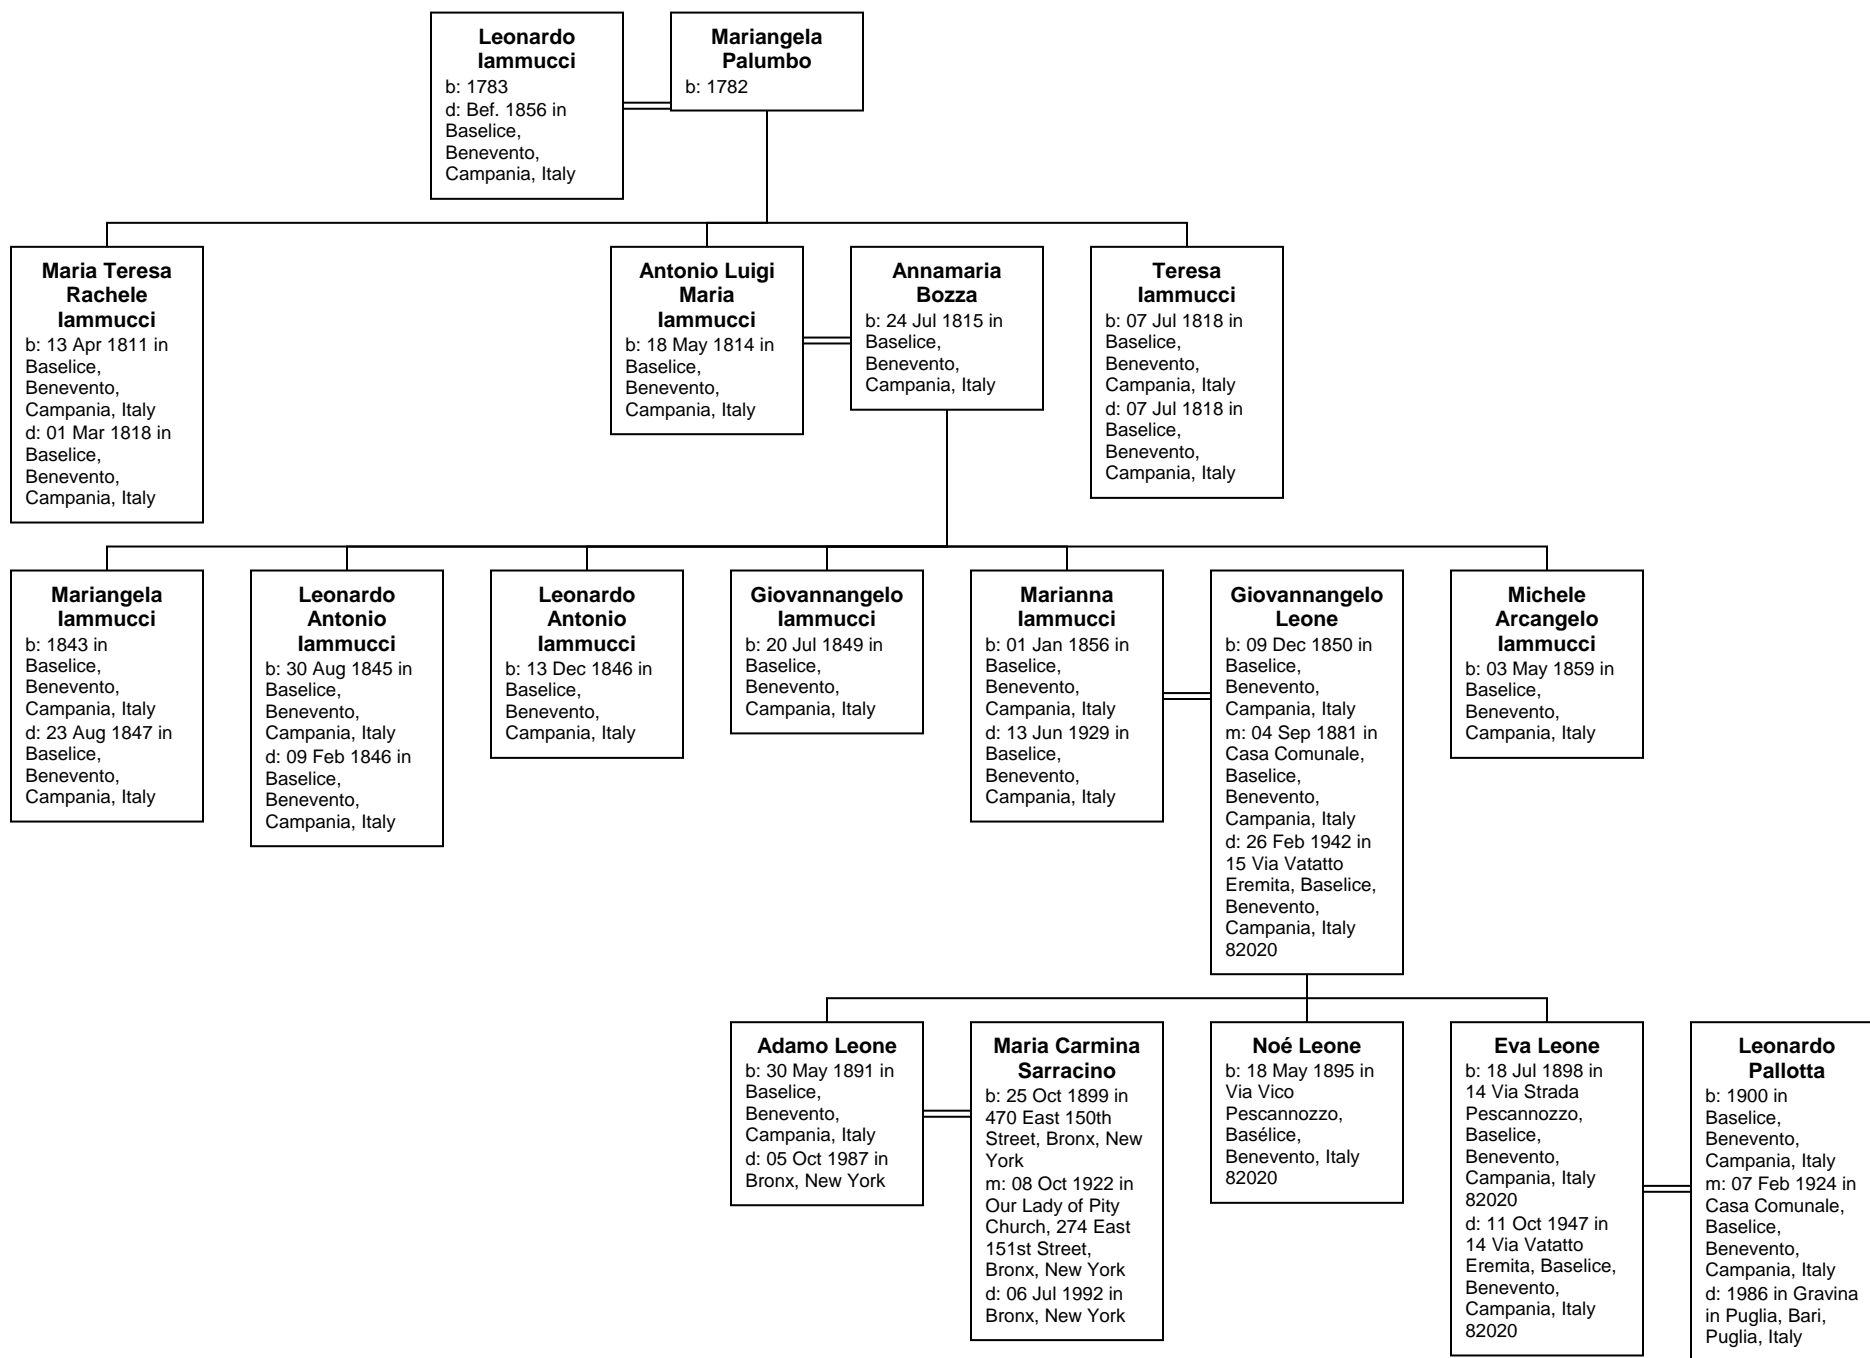 Leonardo
Iammucci
b: 1783
d: Bef. 1856 in
Baselice,
Benevento,
Campania, Italy
Mariangela
Palumbo
b: 1782
Maria Teresa
Rachele
Iammucci
b: 13 Apr 1811 in
Baselice,
Benevento,
Campania, Italy
d: 01 Mar 1818 in
Baselice,
Benevento,
Campania, Italy
Antonio Luigi
Maria
Iammucci
b: 18 May 1814 in
Baselice,
Benevento,
Campania, Italy
Annamaria
Bozza
b: 24 Jul 1815 in
Baselice,
Benevento,
Campania, Italy
Teresa
Iammucci
b: 07 Jul 1818 in
Baselice,
Benevento,
Campania, Italy
d: 07 Jul 1818 in
Baselice,
Benevento,
Campania, Italy
Mariangela
Iammucci
b: 1843 in
Baselice,
Benevento,
Campania, Italy
d: 23 Aug 1847 in
Baselice,
Benevento,
Campania, Italy
Leonardo
Antonio
Iammucci
b: 30 Aug 1845 in
Baselice,
Benevento,
Campania, Italy
d: 09 Feb 1846 in
Baselice,
Benevento,
Campania, Italy
Leonardo
Antonio
Iammucci
b: 13 Dec 1846 in
Baselice,
Benevento,
Campania, Italy
Giovannangelo
Iammucci
b: 20 Jul 1849 in
Baselice,
Benevento,
Campania, Italy
Marianna
Iammucci
b: 01 Jan 1856 in
Baselice,
Benevento,
Campania, Italy
d: 13 Jun 1929 in
Baselice,
Benevento,
Campania, Italy
Giovannangelo
Leone
b: 09 Dec 1850 in
Baselice,
Benevento,
Campania, Italy
m: 04 Sep 1881 in
Casa Comunale,
Baselice,
Benevento,
Campania, Italy
d: 26 Feb 1942 in
15 Via Vatatto
Eremita, Baselice,
Benevento,
Campania, Italy
82020
Michele
Arcangelo
Iammucci
b: 03 May 1859 in
Baselice,
Benevento,
Campania, Italy
Adamo Leone
b: 30 May 1891 in
Baselice,
Benevento,
Campania, Italy
d: 05 Oct 1987 in
Bronx, New York
Maria Carmina
Sarracino
b: 25 Oct 1899 in
470 East 150th
Street, Bronx, New
York
m: 08 Oct 1922 in
Our Lady of Pity
Church, 274 East
151st Street,
Bronx, New York
d: 06 Jul 1992 in
Bronx, New York
Noé Leone
b: 18 May 1895 in
Via Vico
Pescannozzo,
Basélice,
Benevento, Italy
82020
Eva Leone
b: 18 Jul 1898 in
14 Via Strada
Pescannozzo,
Baselice,
Benevento,
Campania, Italy
82020
d: 11 Oct 1947 in
14 Via Vatatto
Eremita, Baselice,
Benevento,
Campania, Italy
82020
Leonardo
Pallotta
b: 1900 in
Baselice,
Benevento,
Campania, Italy
m: 07 Feb 1924 in
Casa Comunale,
Baselice,
Benevento,
Campania, Italy
d: 1986 in Gravina
in Puglia, Bari,
Puglia, Italy